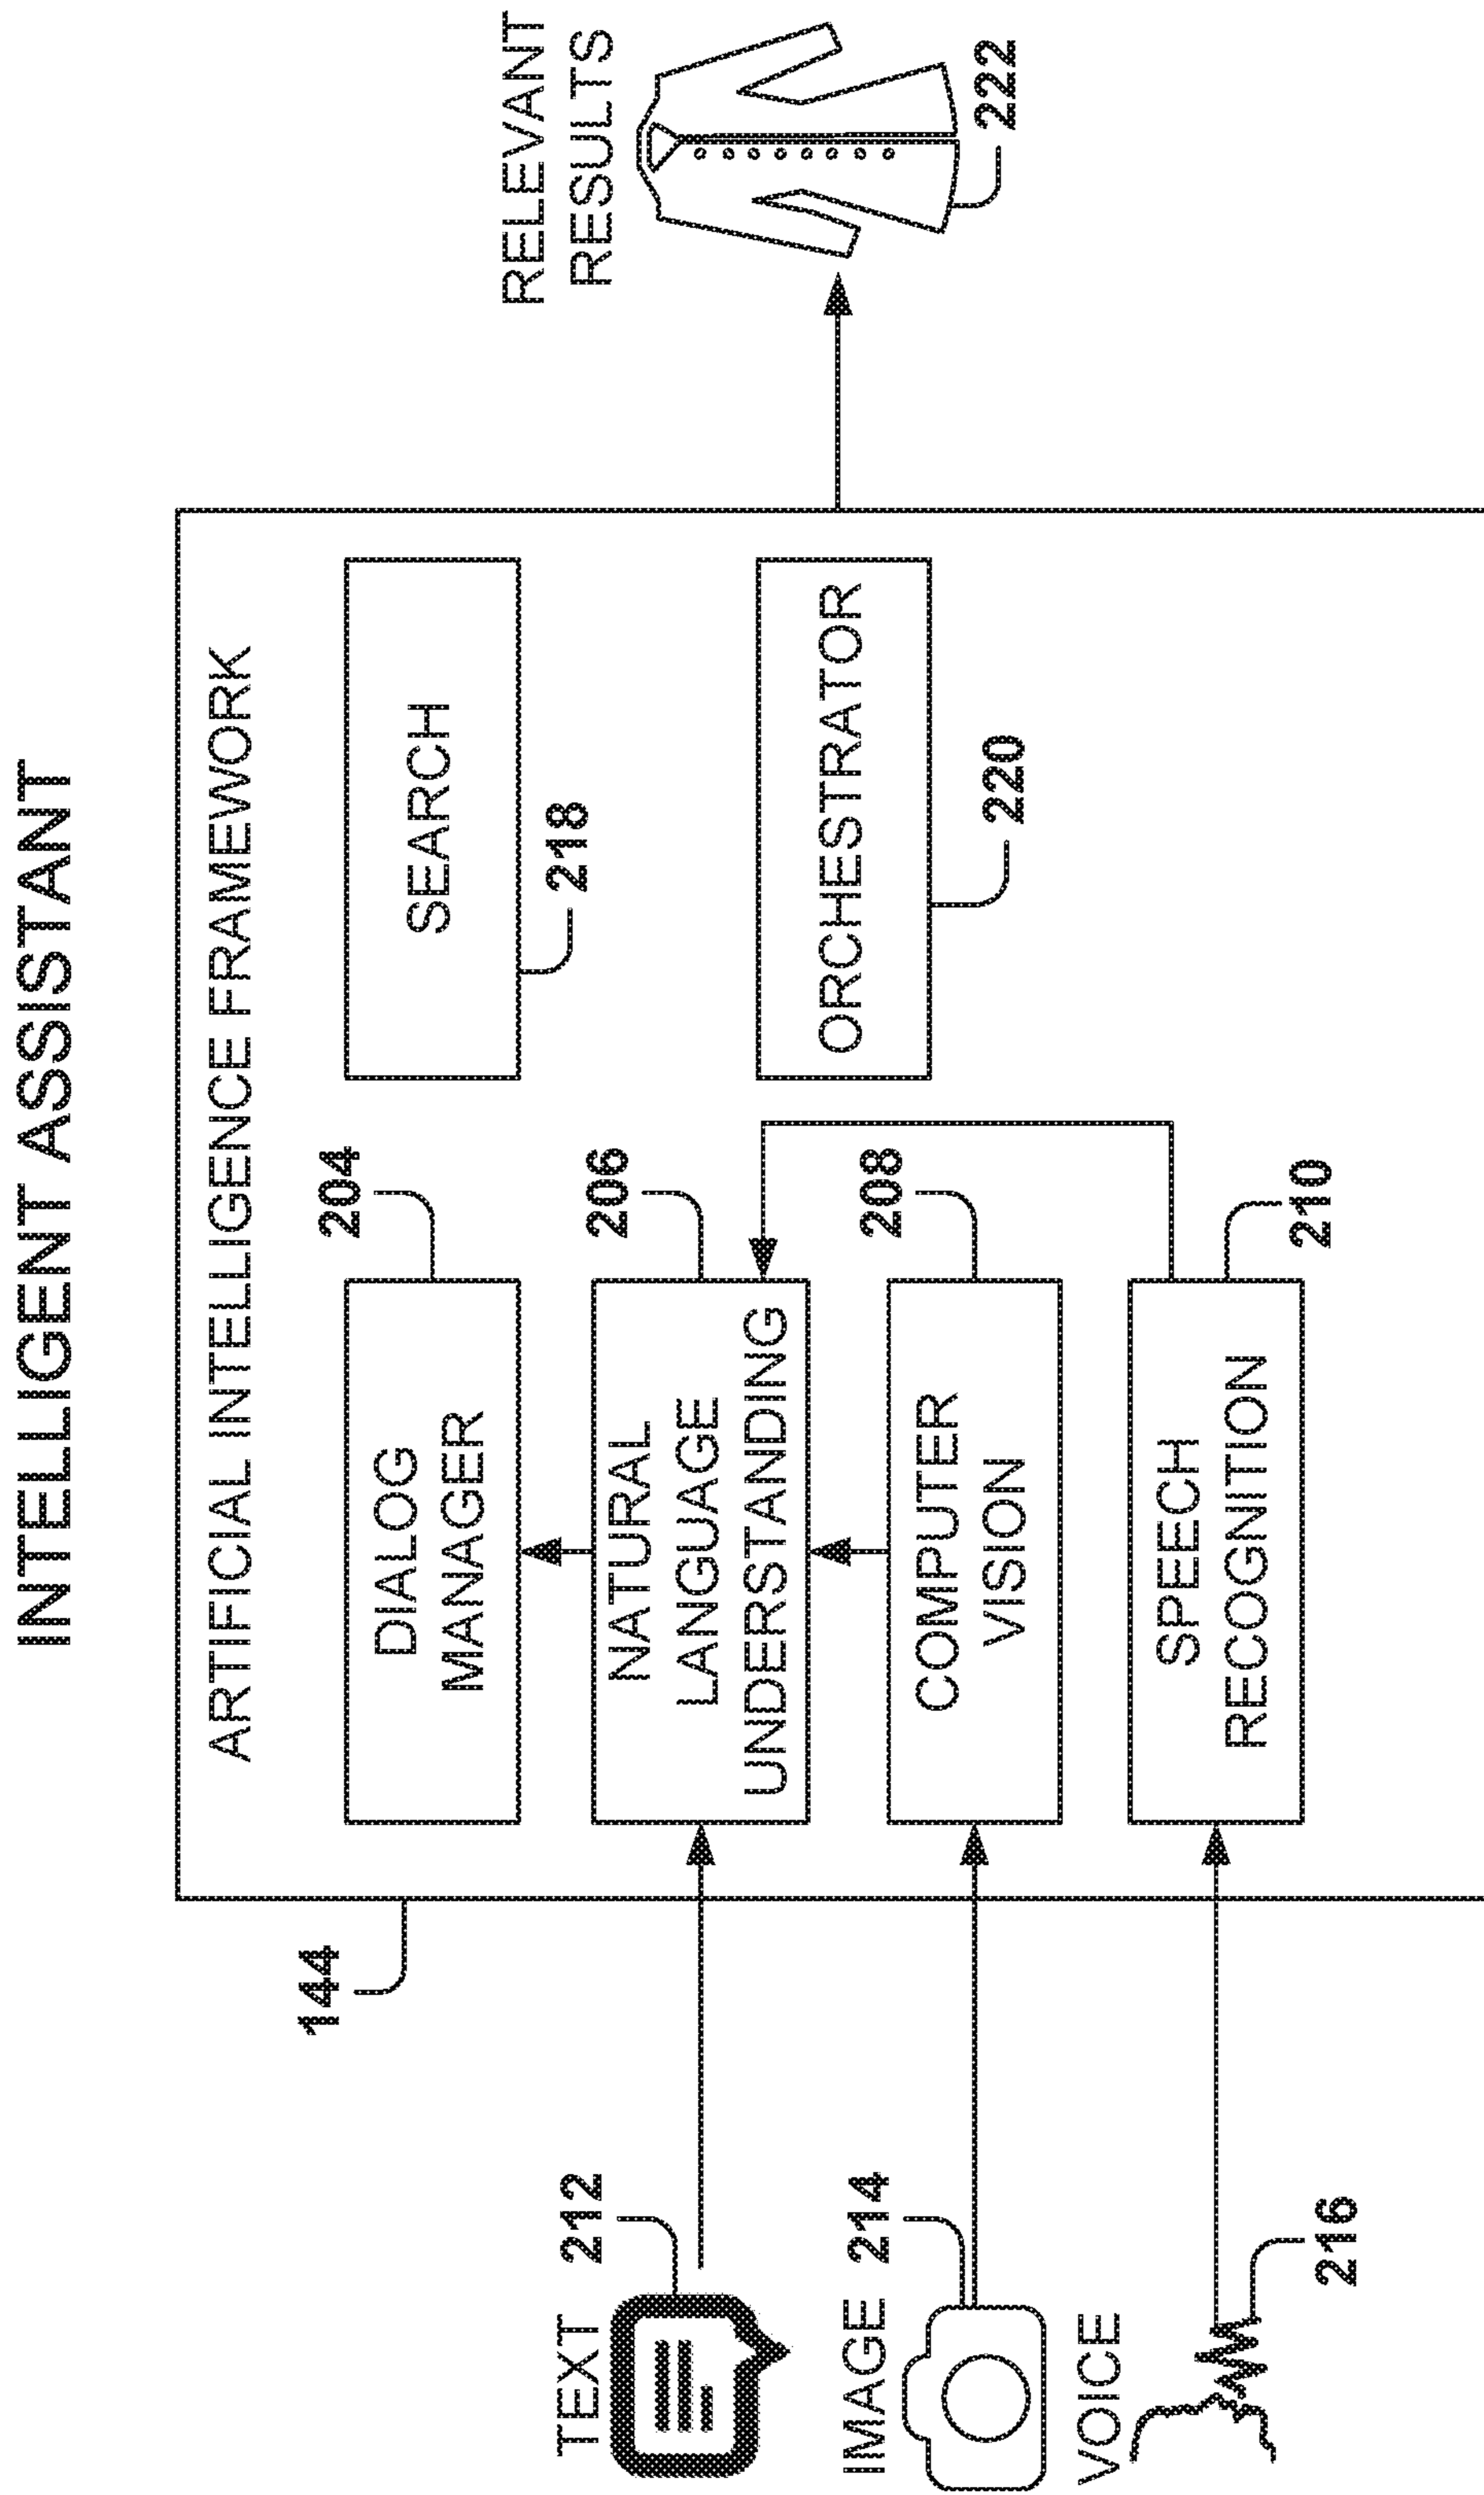 INTELLIGENT ASSISTANT
144
ARTIFICIAL INTELLIGENCE FRAMEWORK
TEXT
212
DIALOG
MANAGER
204
SEARCH
218
NATURAL
LANGUAGE
UNDERSTANDING
206
IMAGE
214
COMPUTER
VISION
208
ORCHESTRATOR
220
VOICE
216
SPEECH
RECOGNITION
210
RELEVANT
RESULTS
222